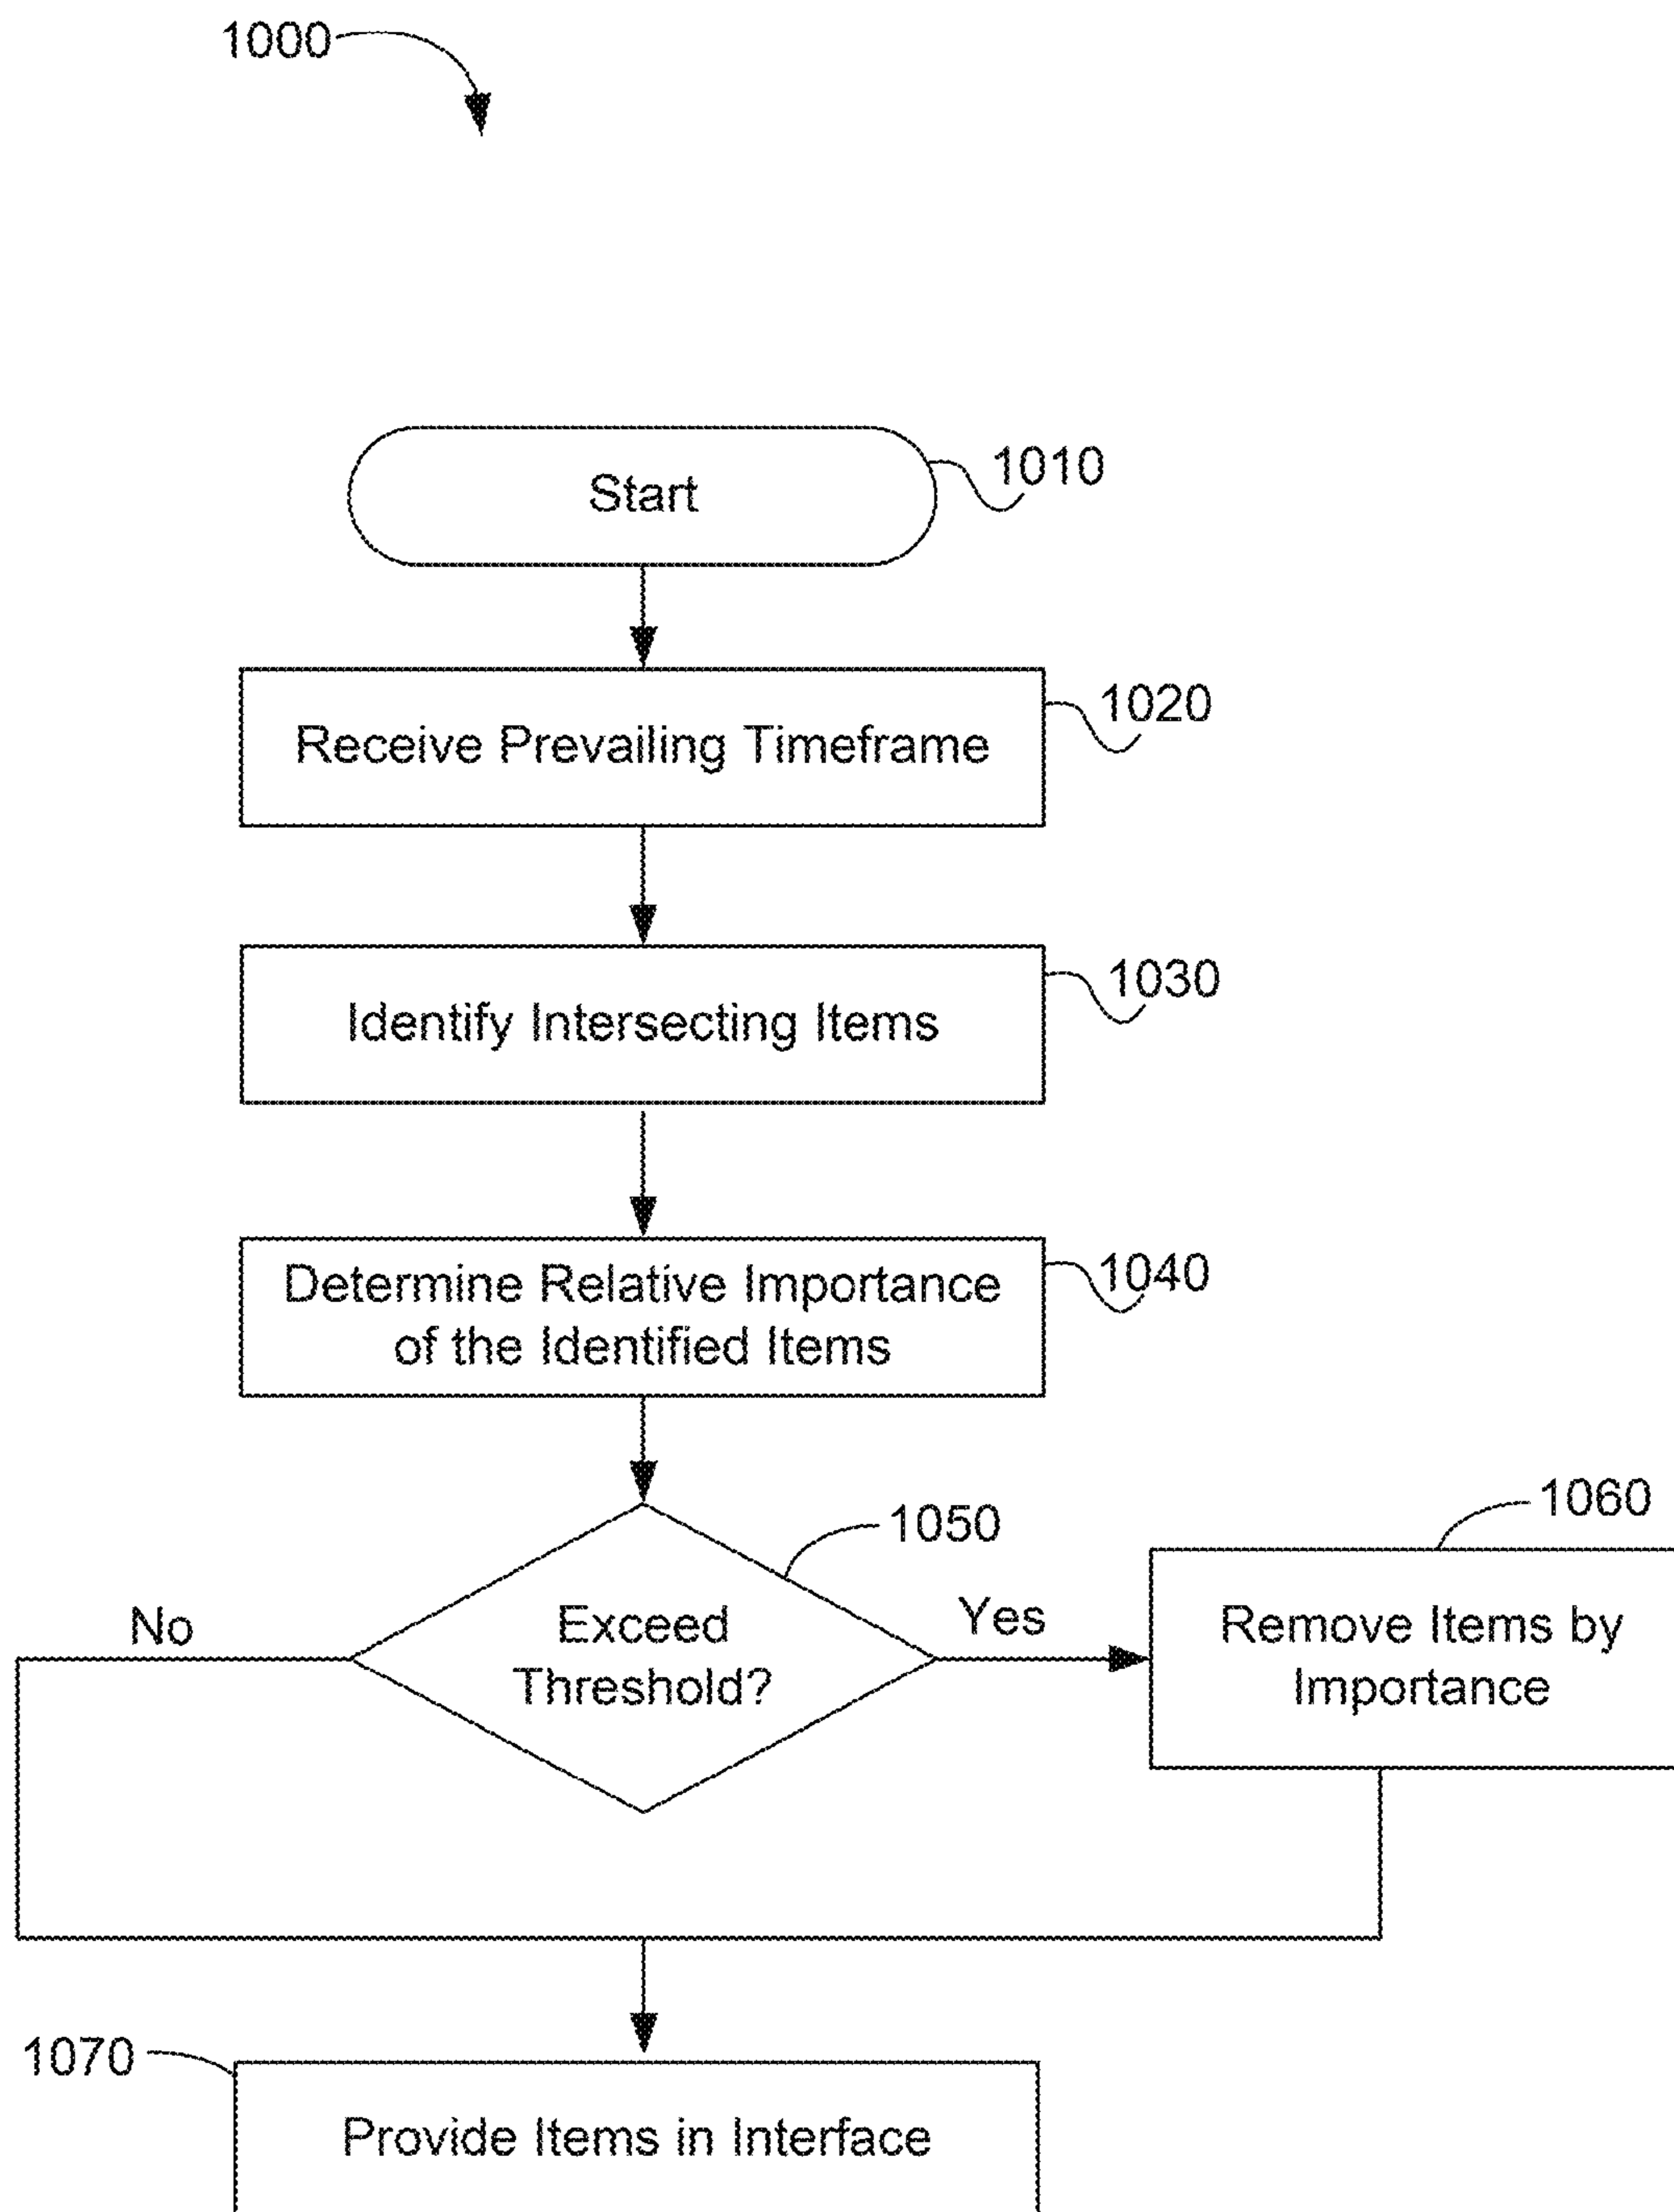 1000
Start
1010
Receive Prevailing Timeframe
1020
Identify Intersecting Items
1030
Determine Relative Importance
of the Identified Items
1040
Exceed
Threshold?
1050
No
Yes
Remove Items by
Importance
1060
1070
Provide Items in Interface